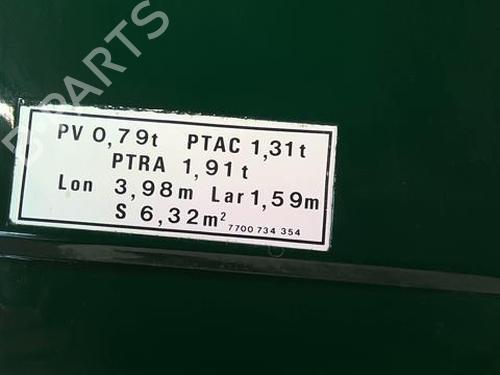 B-PARTS
PV 0,79t PTAC 1,31t
PTRA 1,91t
Lon 3,98m Lar 1,59m
S 6,32m²
7700 734 354